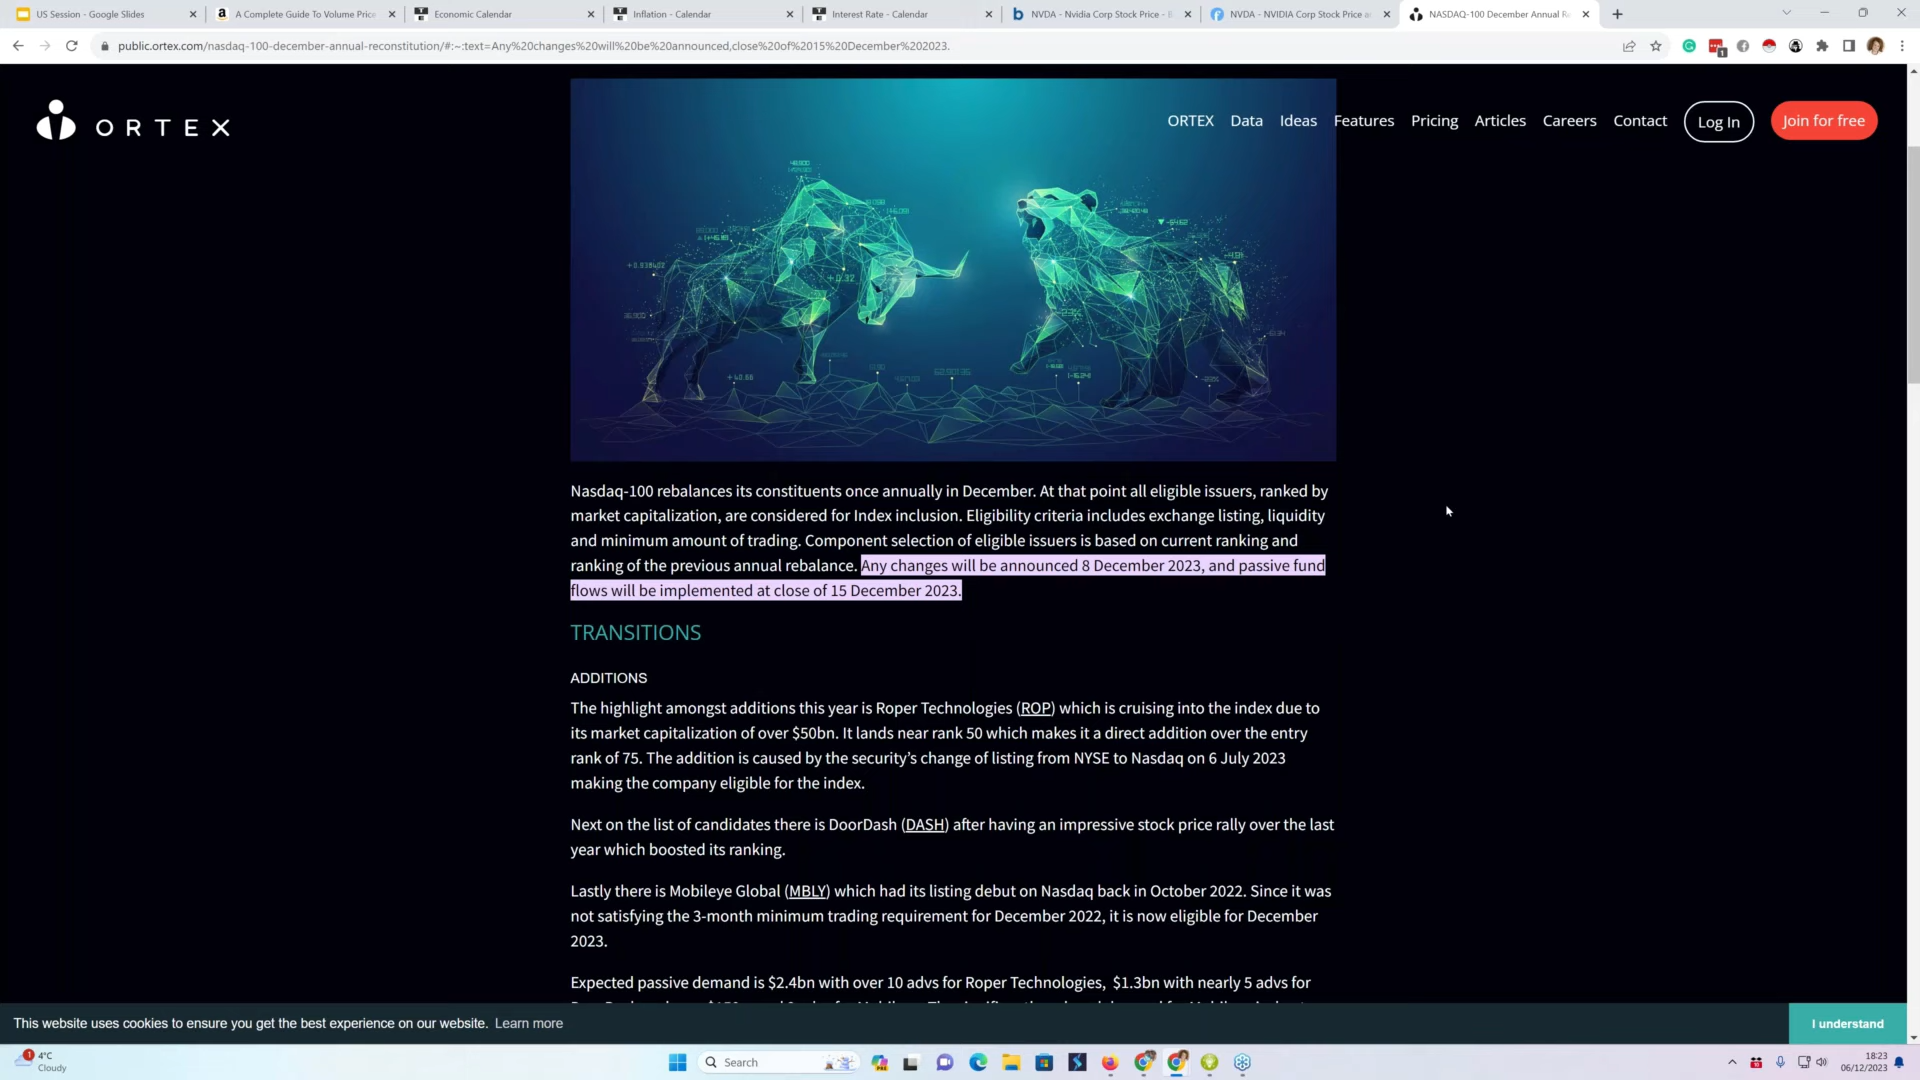 US Session - Google Slides
A Complete Guide To Volume Price
Economic Calendar
Inflation - Calendar
Interest Rate - Calendar
NVDA - Nvidia Corp Stock Price - B
NVDA - NVIDIA Corp Stock Price a
NASDAQ-100 December Annual Re
public.ortex.com/nasdaq-100-december-annual-reconstitution/#:~:text=Any%20changes%20will%20be%20announced,close%20of%2015%20December%202023.
ORTEX
ORTEX Data Ideas Features Pricing Articles Careers Contact Log In Join for free
Nasdaq-100 rebalances its constituents once annually in December. At that point all eligible issuers, ranked by
market capitalization, are considered for Index inclusion. Eligibility criteria includes exchange listing, liquidity
and minimum amount of trading. Component selection of eligible issuers is based on current ranking and
ranking of the previous annual rebalance. Any changes will be announced 8 December 2023, and passive fund
flows will be implemented at close of 15 December 2023.
TRANSITIONS
ADDITIONS
The highlight amongst additions this year is Roper Technologies (ROP) which is cruising into the index due to
its market capitalization of over $50bn. It lands near rank 50 which makes it a direct addition over the entry
rank of 75. The addition is caused by the security's change of listing from NYSE to Nasdaq on 6 July 2023
making the company eligible for the index.
Next on the list of candidates there is DoorDash (DASH) after having an impressive stock price rally over the last
year which boosted its ranking.
Lastly there is Mobileye Global (MBLY) which had its listing debut on Nasdaq back in October 2022. Since it was
not satisfying the 3-month minimum trading requirement for December 2022, it is now eligible for December
2023.
Expected passive demand is $2.4bn with over 10 advs for Roper Technologies, $1.3bn with nearly 5 advs for
This website uses cookies to ensure you get the best experience on our website. Learn more
I understand
4°C
Cloudy
Search
18:23
06/12/2023